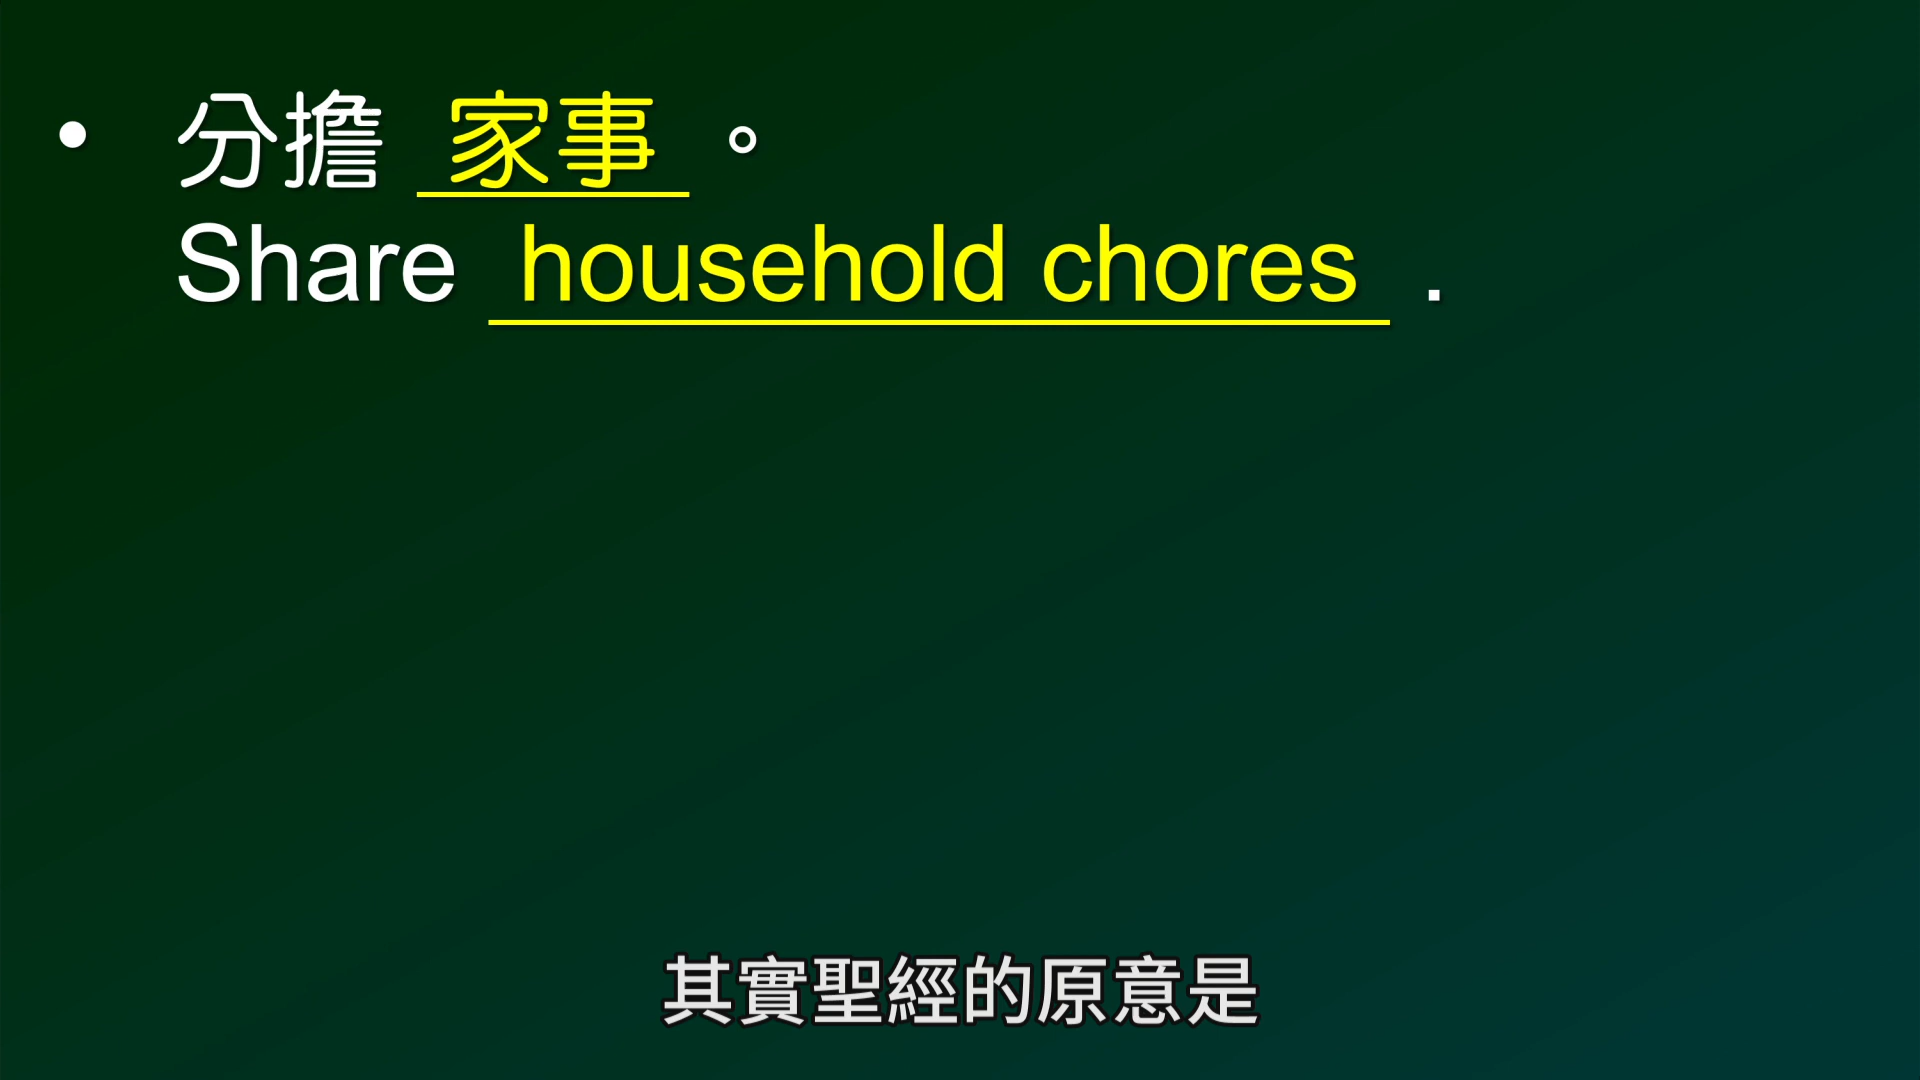 • 分擔 家事 。
Share household chores .
其實聖經的原意是